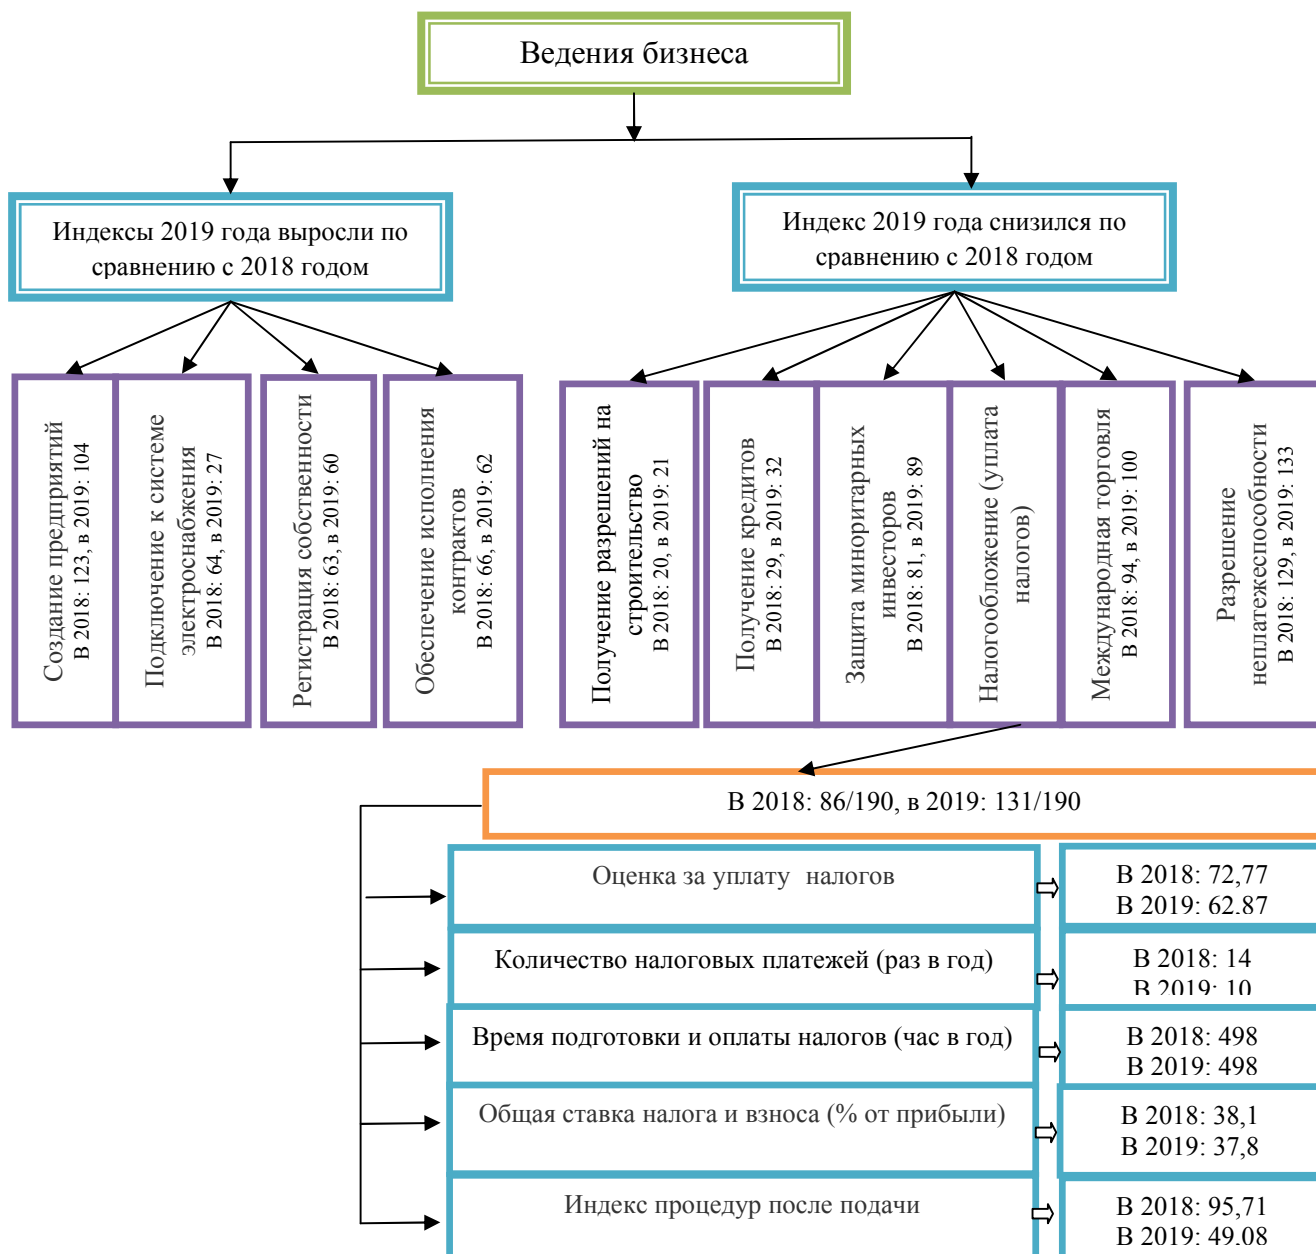 Ведения бизнеса
Индексы 2019 года выросли по
сравнению с 2018 годом
Индекс 2019 года снизился по
сравнению с 2018 годом
Создание предприятий
В 2018: 123, в 2019: 104
Подключение к системе
электроснабжения
В 2018: 64, в 2019: 27
Регистрация собственности
В 2018: 63, в 2019: 60
Обеспечение исполнения
контрактов
В 2018: 66, в 2019: 62
Получение разрешений на
строительство
В 2018: 20, в 2019: 21
Получение кредитов
В 2018: 29, в 2019: 32
Защита миноритарных
инвесторов
В 2018: 81, в 2019: 89
Налогообложение (уплата
налогов)
Международная торговля
В 2018: 94, в 2019: 100
Разрешение
неплатежеспособности
В 2018: 129, в 2019: 133
В 2018: 86/190, в 2019: 131/190
Оценка за уплату налогов
В 2018: 72,77
В 2019: 62.87
Количество налоговых платежей (раз в год)
В 2018: 14
В 2019: 10
Время подготовки и оплаты налогов (час в год)
В 2018: 498
В 2019: 498
Общая ставка налога и взноса (% от прибыли)
В 2018: 38,1
В 2019: 37,8
Индекс процедур после подачи
В 2018: 95,71
В 2019: 49,08